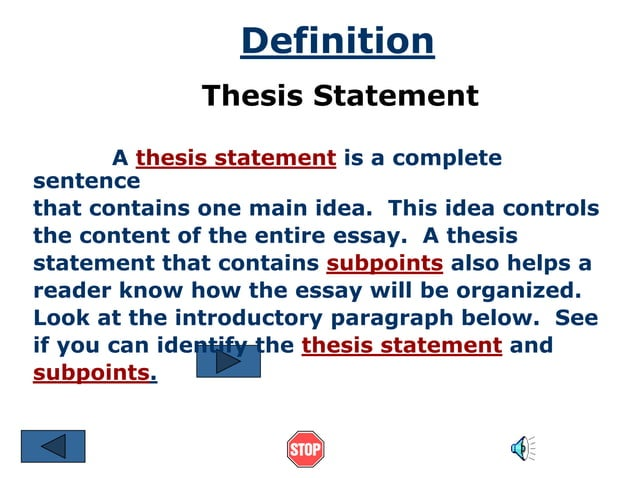 Definition
Thesis Statement
A thesis statement is a complete
sentence
that contains one main idea.  This idea controls
the content of the entire essay.  A thesis
statement that contains subpoints also helps a
reader know how the essay will be organized.
Look at the introductory paragraph below.  See
if you can identify the thesis statement and
subpoints.
STOP